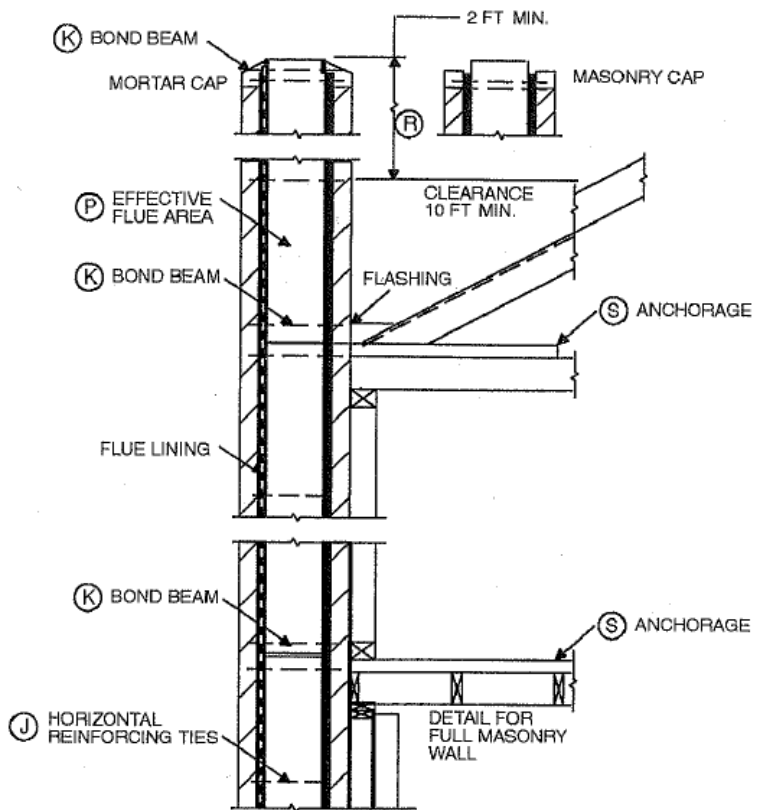 2 FT MIN.
K BOND BEAM
MORTAR CAP
MASONRY CAP
R
CLEARANCE
10 FT MIN.
P EFFECTIVE
FLUE AREA
K BOND BEAM
FLASHING
S ANCHORAGE
FLUE LINING
K BOND BEAM
S ANCHORAGE
J HORIZONTAL
REINFORCING TIES
DETAIL FOR
FULL MASONRY
WALL